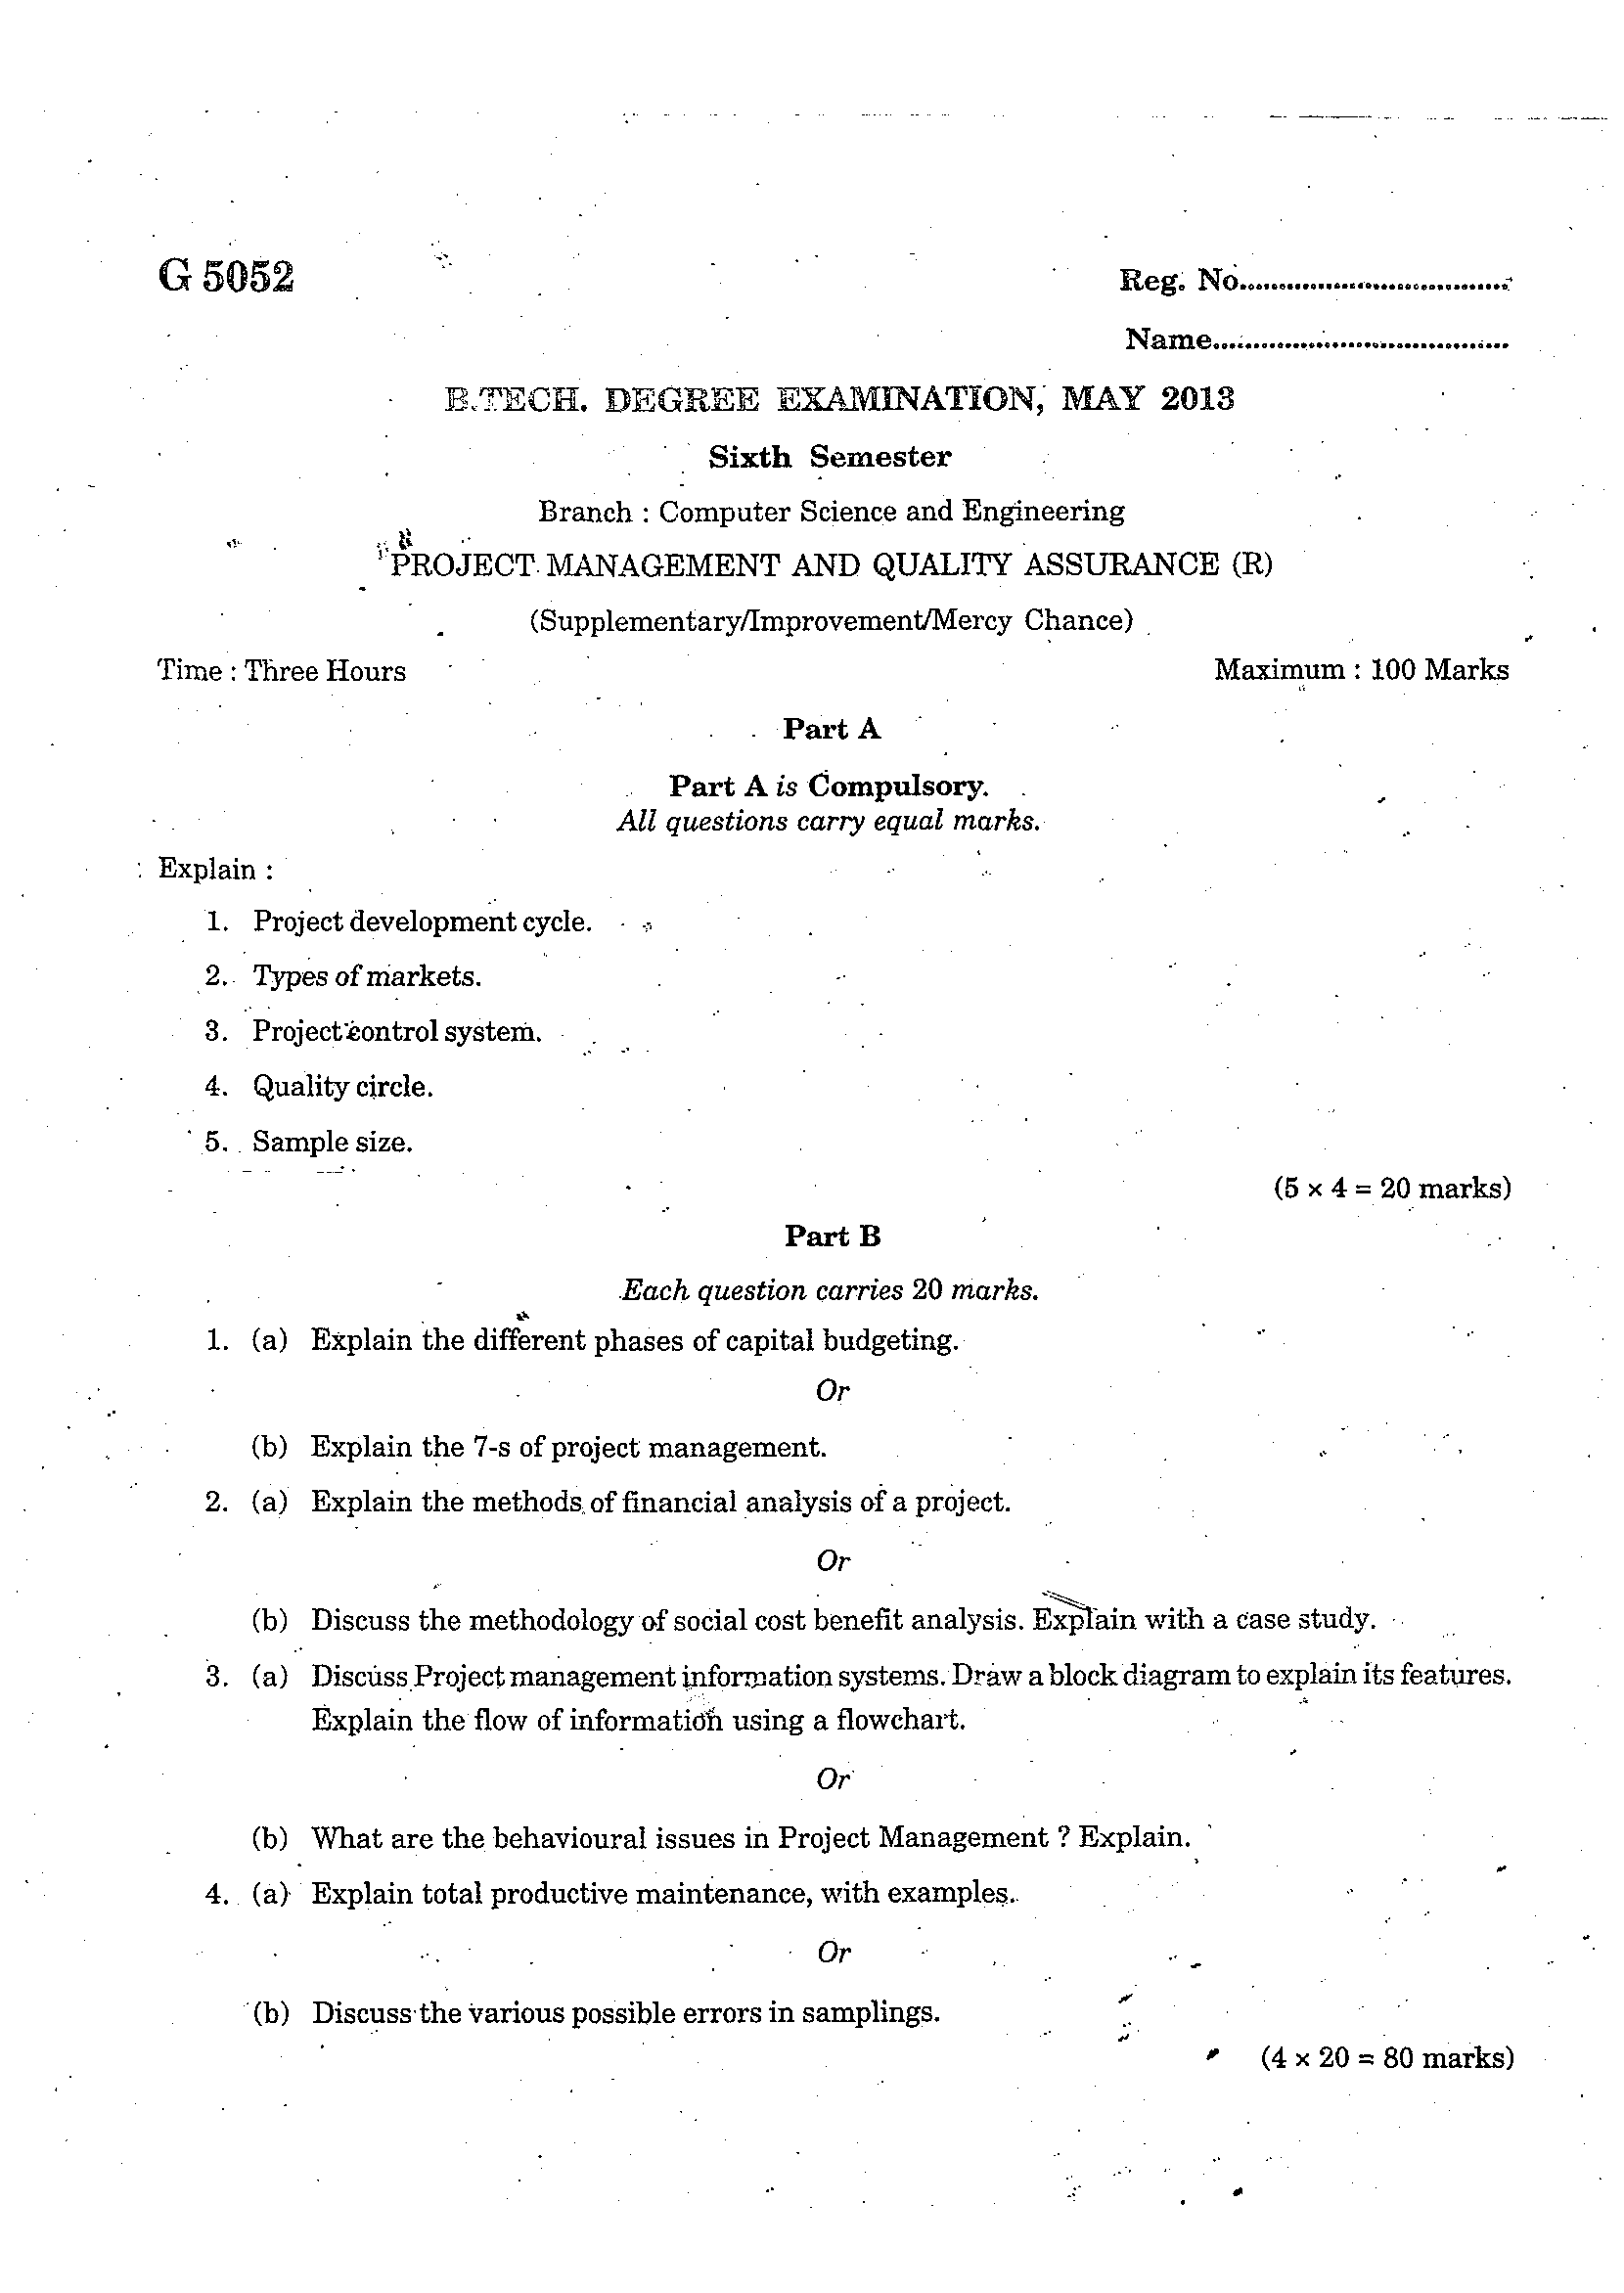 G 5052
Reg. No..................................
Name.....................................
B.TECH. DEGREE EXAMINATION, MAY 2013
Sixth Semester
Branch : Computer Science and Engineering
PROJECT MANAGEMENT AND QUALITY ASSURANCE (R)
(Supplementary/Improvement/Mercy Chance)
Time : Three Hours Maximum : 100 Marks
Part A
Part A is Compulsory.
All questions carry equal marks.
Explain :
1. Project development cycle.
2. Types of markets.
3. Project control system.
4. Quality circle.
5. Sample size.
(5 × 4 = 20 marks)
Part B
Each question carries 20 marks.
1. (a) Explain the different phases of capital budgeting.
Or
(b) Explain the 7-s of project management.
2. (a) Explain the methods of financial analysis of a project.
Or
(b) Discuss the methodology of social cost benefit analysis. Explain with a case study.
3. (a) Discuss Project management information systems. Draw a block diagram to explain its features.
Explain the flow of information using a flowchart.
Or
(b) What are the behavioural issues in Project Management ? Explain.
4. (a) Explain total productive maintenance, with examples.
Or
(b) Discuss the various possible errors in samplings.
(4 × 20 = 80 marks)